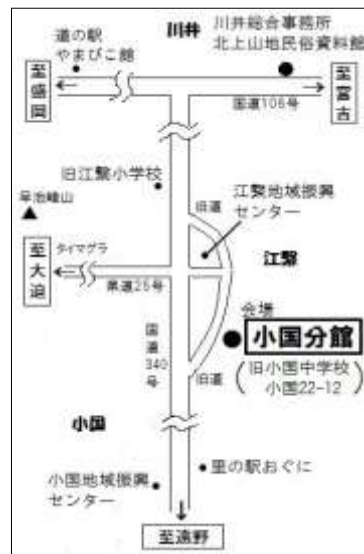 川井
道の駅
やまびこ館
川井総合事務所
北上山地民俗資料館
至盛岡
至宮古
国道106号
旧江繋小学校
早池峰山
旧道
江繋地域振興
センター
至大迫
タイマグラ
江繋
県道25号
会場
小国分館
(旧小国中学校
小国22-12)
国道340号
旧道
小国
里の駅おぐに
小国地域振興
センター
至遠野